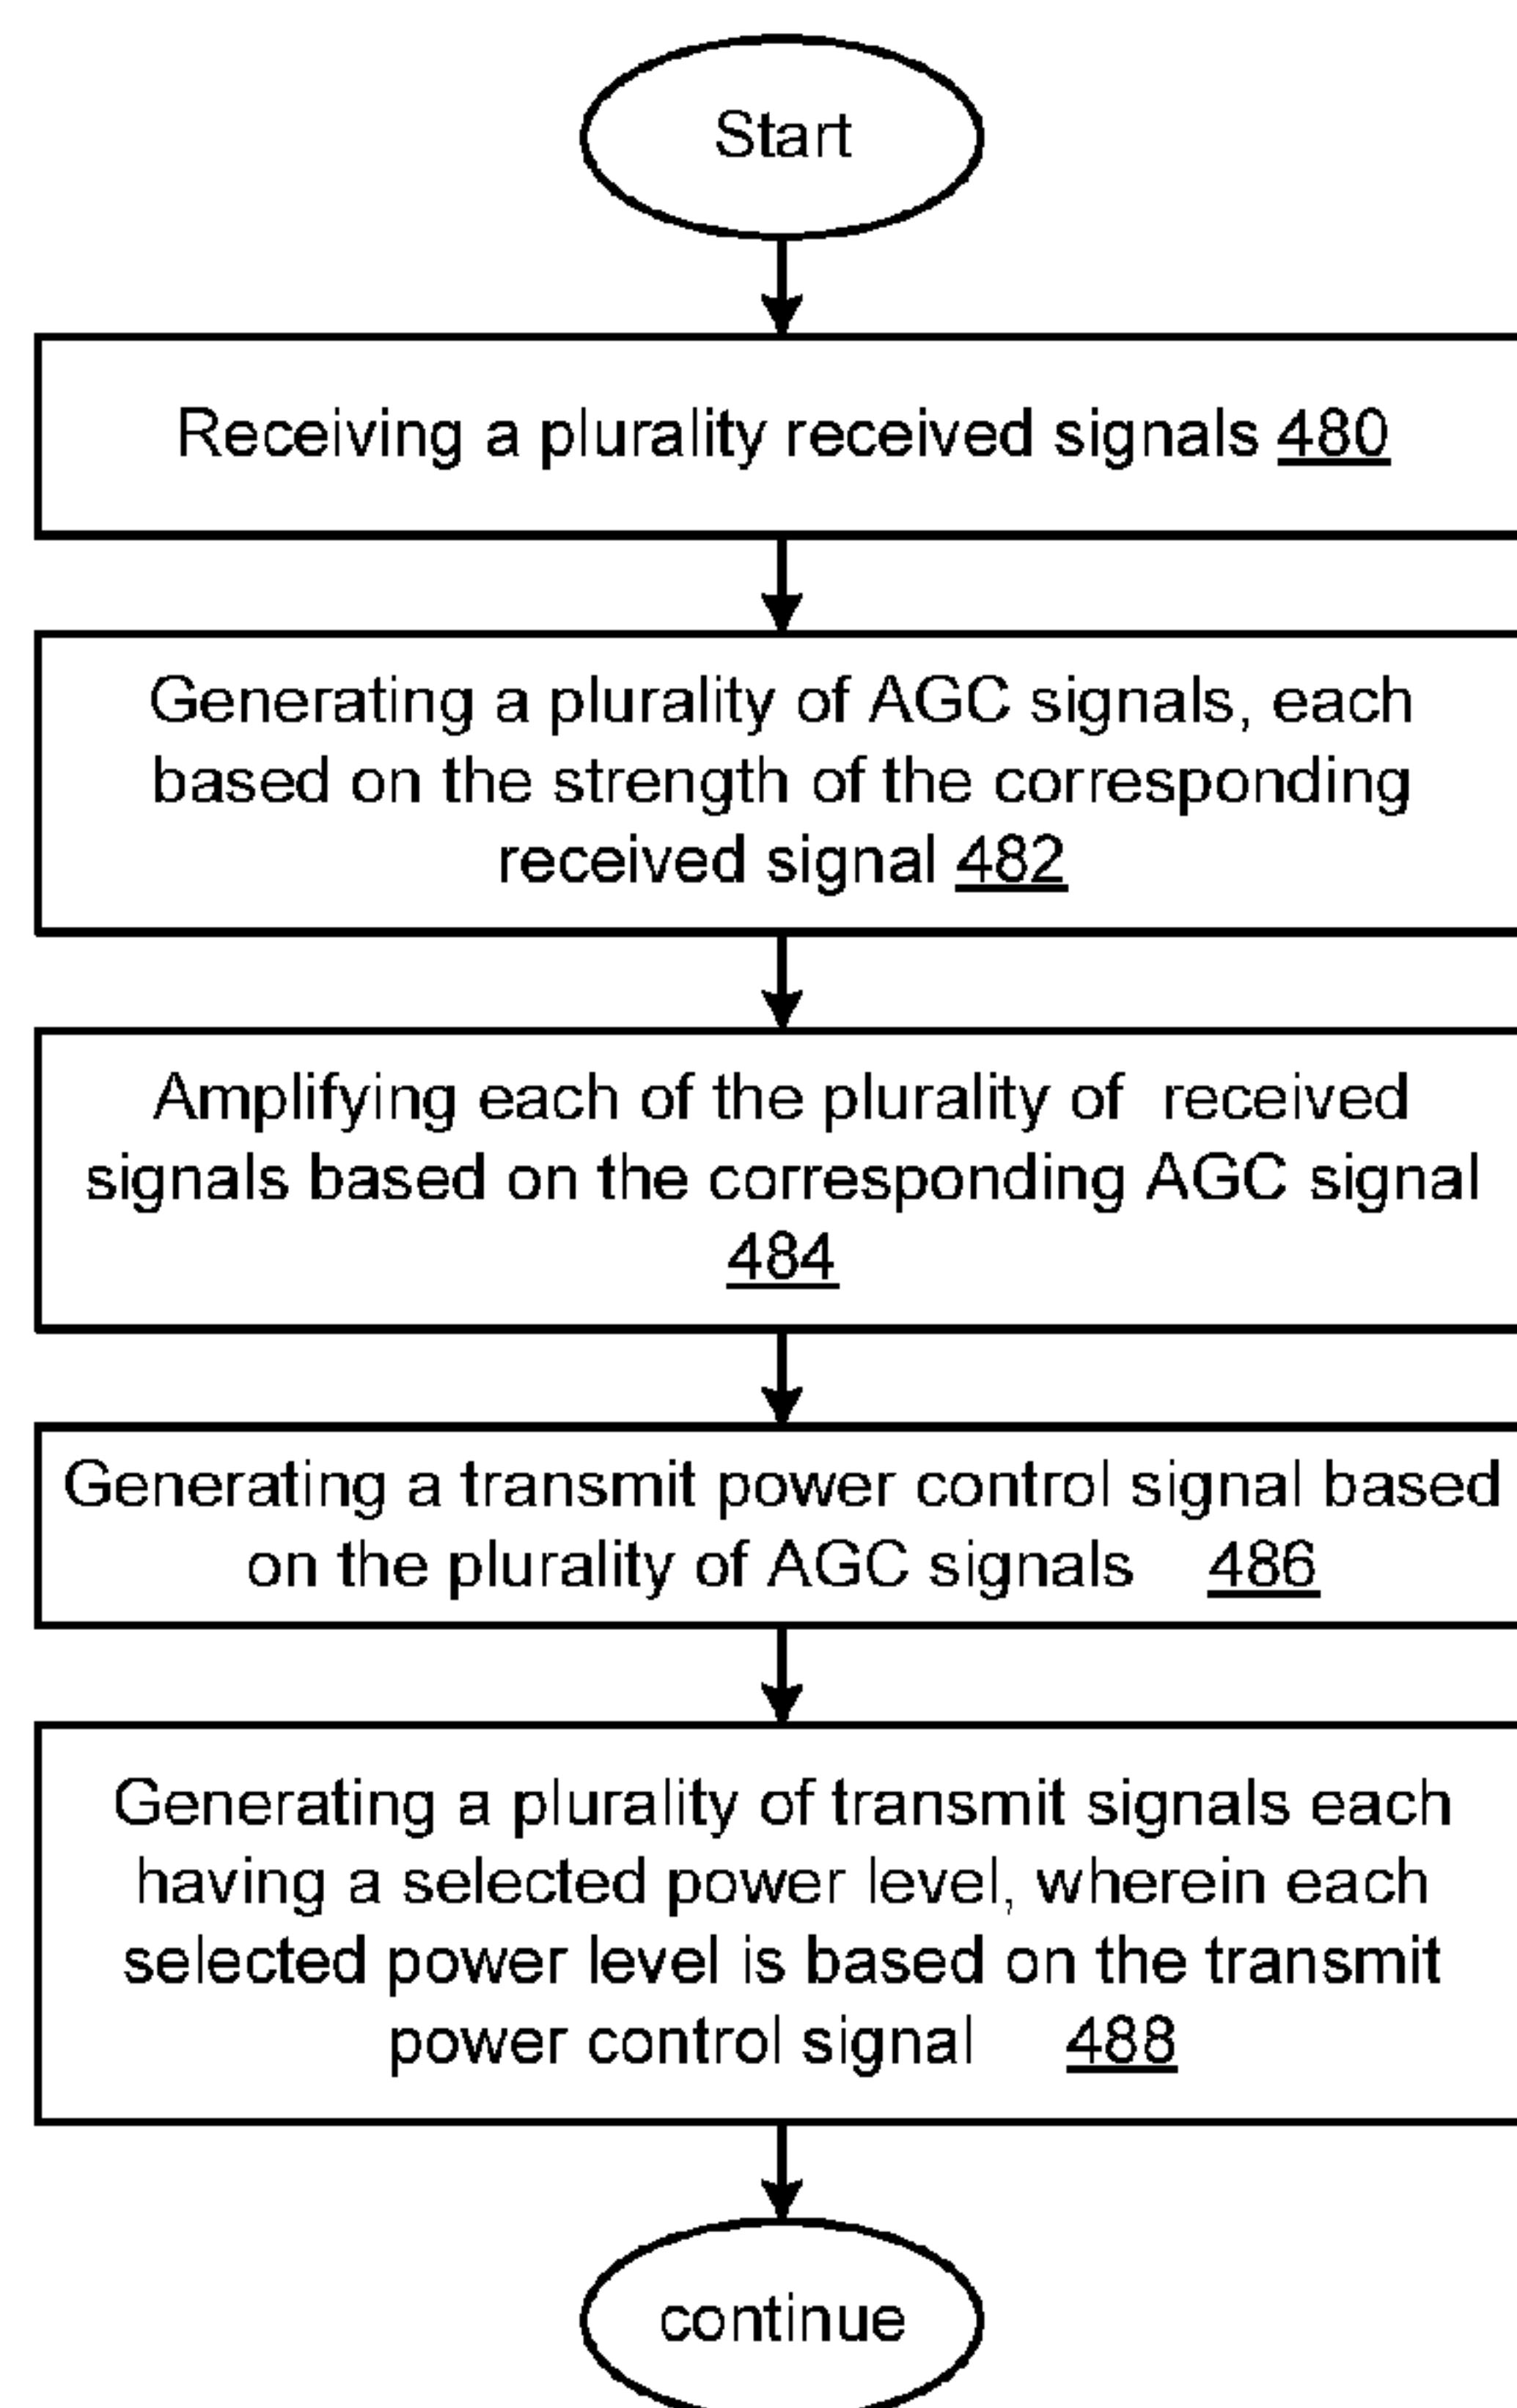 Start
Receiving a plurality received signals 480
Generating a plurality of AGC signals, each
based on the strength of the corresponding
received signal 482
Amplifying each of the plurality of received
signals based on the corresponding AGC signal
484
Generating a transmit power control signal based
on the plurality of AGC signals 486
Generating a plurality of transmit signals each
having a selected power level, wherein each
selected power level is based on the transmit
power control signal 488
continue